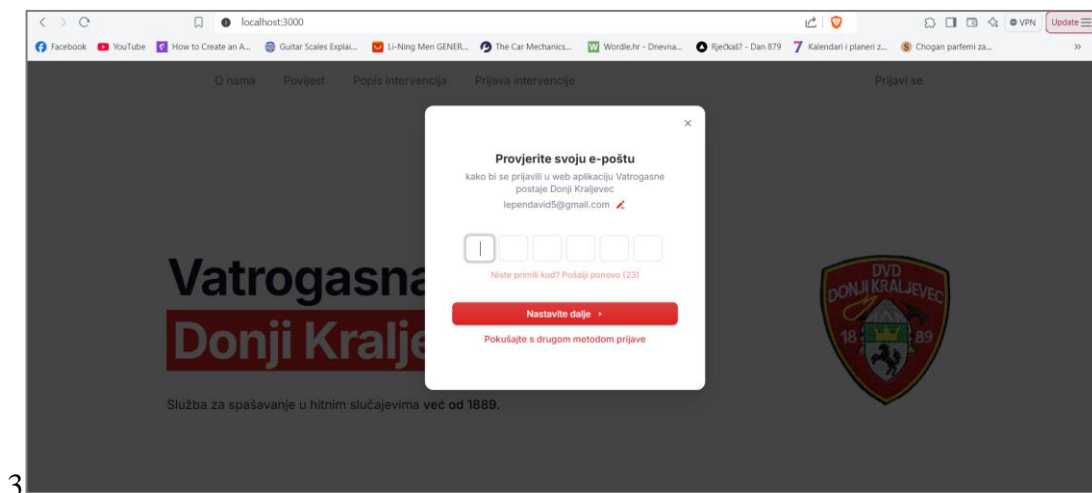 localhost:3000
VPN
Update
Facebook
YouTube
How to Create an A...
Guitar Scales Explai...
Li-Ning Men GENER...
The Car Mechanics...
Wordle.hr - Dnevna...
Rječkaš? - Dan 879
Kalendari i planeri z...
Chogan parfemi za...
O nama
Povijest
Popis intervencija
Prijava intervencije
Prijavi se
Provjerite svoju e-poštu
kako bi se prijavili u web aplikaciju Vatrogasne
postaje Donji Kraljevec
lependavid5@gmail.com
Niste primili kod? Pošalji ponovo (23)
Nastavite dalje
Pokušajte s drugom metodom prijave
Vatrogasna
Donji Kralje
Služba za spašavanje u hitnim slučajevima već od 1889.
DVD
DONJI KRALJEVEC
18 89
3